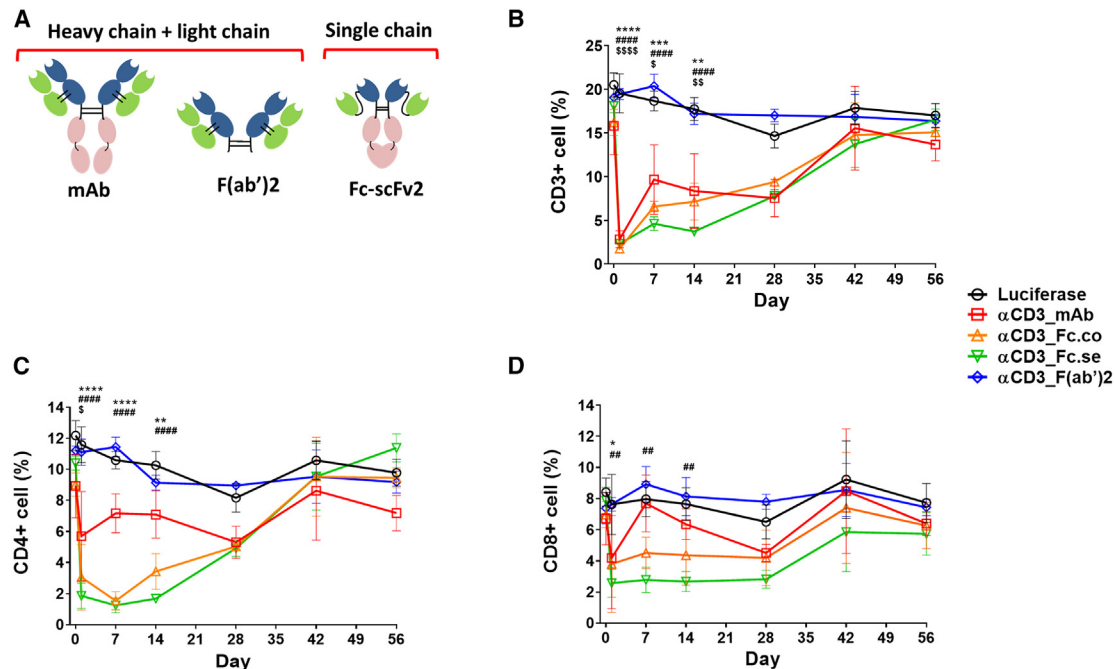 A
Heavy chain + light chain
Single chain
mAb
F(ab')2
Fc-scFv2
B
CD3+ cell (%)
25
20
15
10
5
0
****
####
$$$$
***
####
$
**
####
$$
0 7 14 21 28 35 42 49 56
Day
Luciferase
αCD3_mAb
αCD3_Fc.co
αCD3_Fc.se
αCD3_F(ab')2
C
CD4+ cell (%)
14
12
10
8
6
4
2
0
****
####
$
****
####
**
####
0 7 14 21 28 35 42 49 56
Day
D
CD8+ cell (%)
14
12
10
8
6
4
2
0
*
##
##
##
0 7 14 21 28 35 42 49 56
Day